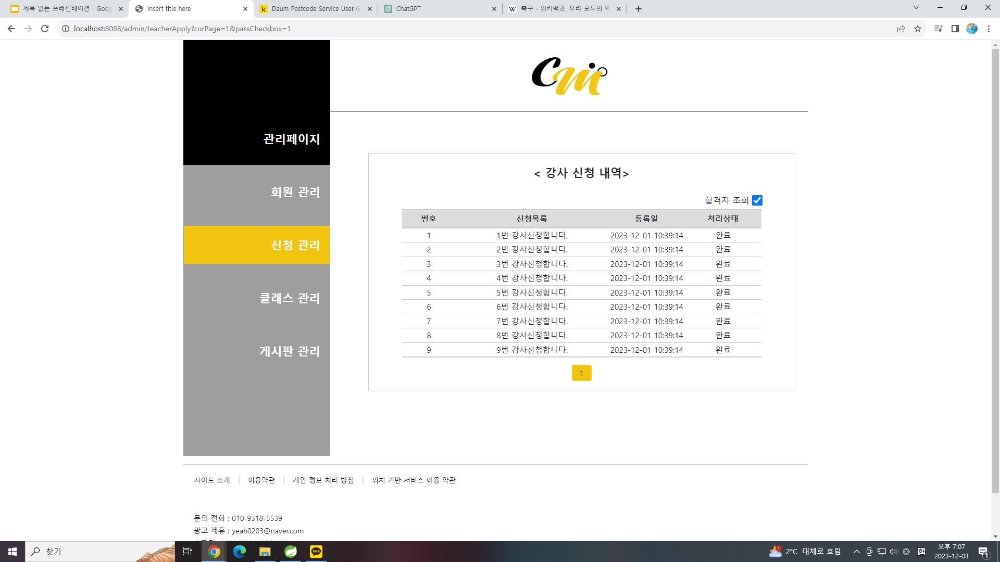 제목 없는 프레젠테이션 - Goog
Insert title here
Daum Postcode Service User G
ChatGPT
축구 - 위키백과, 우리 모두의 백
localhost:8088/admin/teacherApply?curPage=1&passCheckbox=1
cm
관리페이지
회원 관리
신청 관리
클래스 관리
게시판 관리
< 강사 신청 내역>
합격자 조회
번호 신청목록 등록일 처리상태
1 1번 강사신청합니다. 2023-12-01 10:39:14 완료
2 2번 강사신청합니다. 2023-12-01 10:39:14 완료
3 3번 강사신청합니다. 2023-12-01 10:39:14 완료
4 4번 강사신청합니다. 2023-12-01 10:39:14 완료
5 5번 강사신청합니다. 2023-12-01 10:39:14 완료
6 6번 강사신청합니다. 2023-12-01 10:39:14 완료
7 7번 강사신청합니다. 2023-12-01 10:39:14 완료
8 8번 강사신청합니다. 2023-12-01 10:39:14 완료
9 9번 강사신청합니다. 2023-12-01 10:39:14 완료
1
사이트 소개 | 이용약관 | 개인 정보 처리 방침 | 위치 기반 서비스 이용 약관
문의 전화 : 010-9318-5539
광고 제휴 : yeah0203@naver.com
찾기
TALK
1
2°C 대체로 흐림
한
오후 7:07
2023-12-03
1